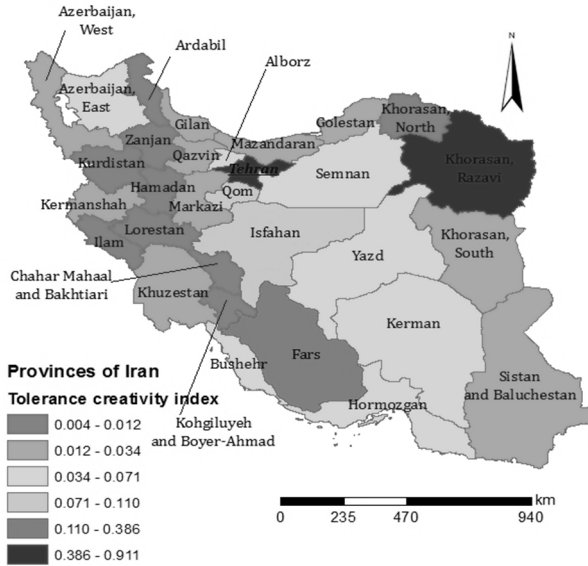 Azerbaijan,
West
Ardabil
Alborz
Azerbaijan,
East
Gilan
Golestan
Khorasan,
North
Zanjan
Mazandaran
Kurdistan
Qazvin
Tehran
Semnan
Khorasan,
Razavi
Hamadan
Qom
Kermanshah
Markazi
Lorestan
Ilam
Isfahan
Khorasan,
South
Yazd
Chahar Mahaal
and Bakhtiari
Khuzestan
Kerman
Fars
Bushehr
Sistan
and Baluchestan
Hormozgan
Kohgiluyeh
and Boyer-Ahmad
N
Provinces of Iran
Tolerance creativity index
0.004 - 0.012
0.012 - 0.034
0.034 - 0.071
0.071 - 0.110
0.110 - 0.386
0.386 - 0.911
km
0 235 470 940